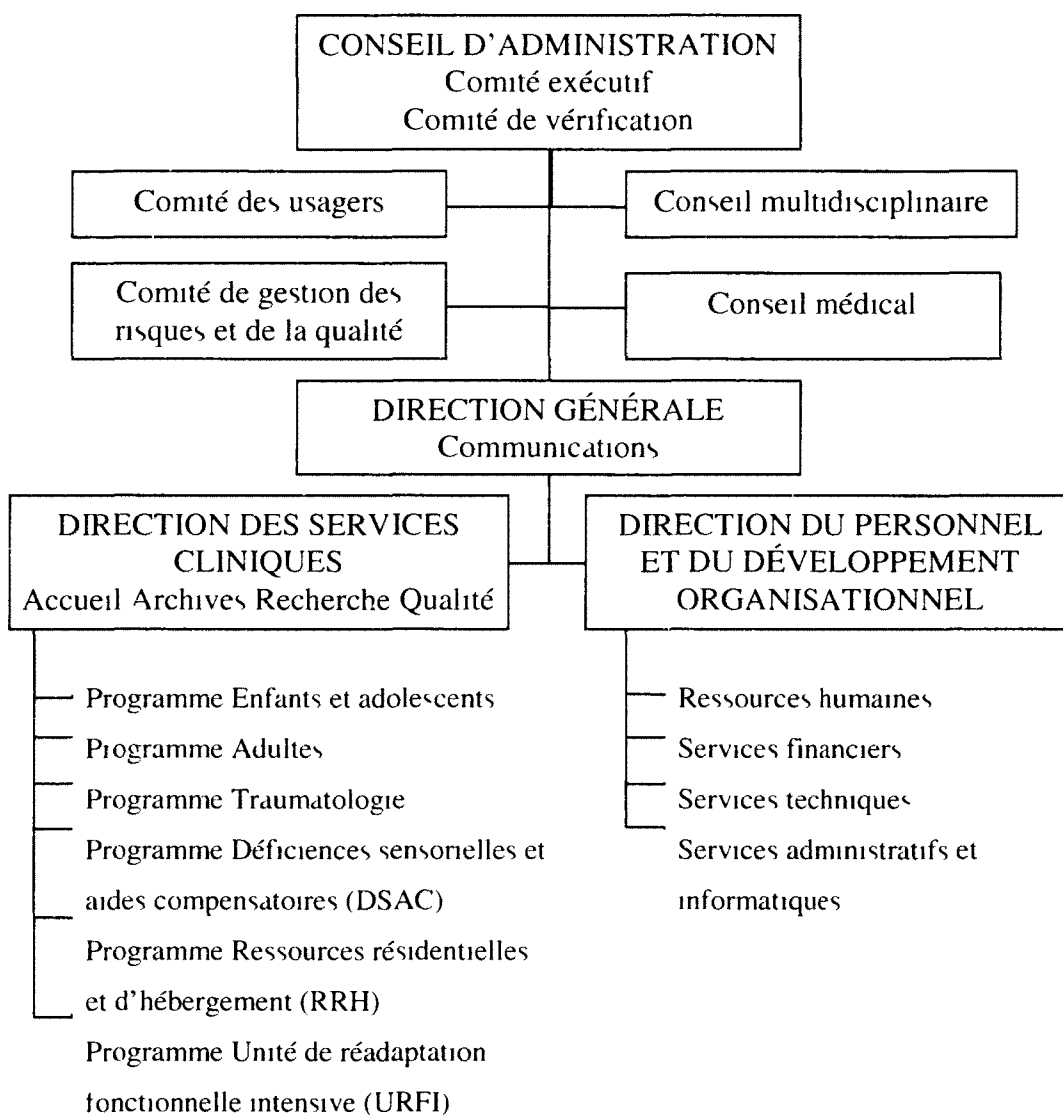 CONSEIL D'ADMINISTRATION
Comité exécutif
Comité de vérification
Comité des usagers
Conseil multidisciplinaire
Comité de gestion des
risques et de la qualité
Conseil médical
DIRECTION GÉNÉRALE
Communications
DIRECTION DES SERVICES
CLINIQUES
Accueil Archives Recherche Qualité
DIRECTION DU PERSONNEL
ET DU DÉVELOPPEMENT
ORGANISATIONNEL
Programme Enfants et adolescents
Programme Adultes
Programme Traumatologie
Programme Déficiences sensorielles et
aides compensatoires (DSAC)
Programme Ressources résidentielles
et d'hébergement (RRH)
Programme Unité de réadaptation
fonctionnelle intensive (URFI)
Ressources humaines
Services financiers
Services techniques
Services administratifs et
informatiques